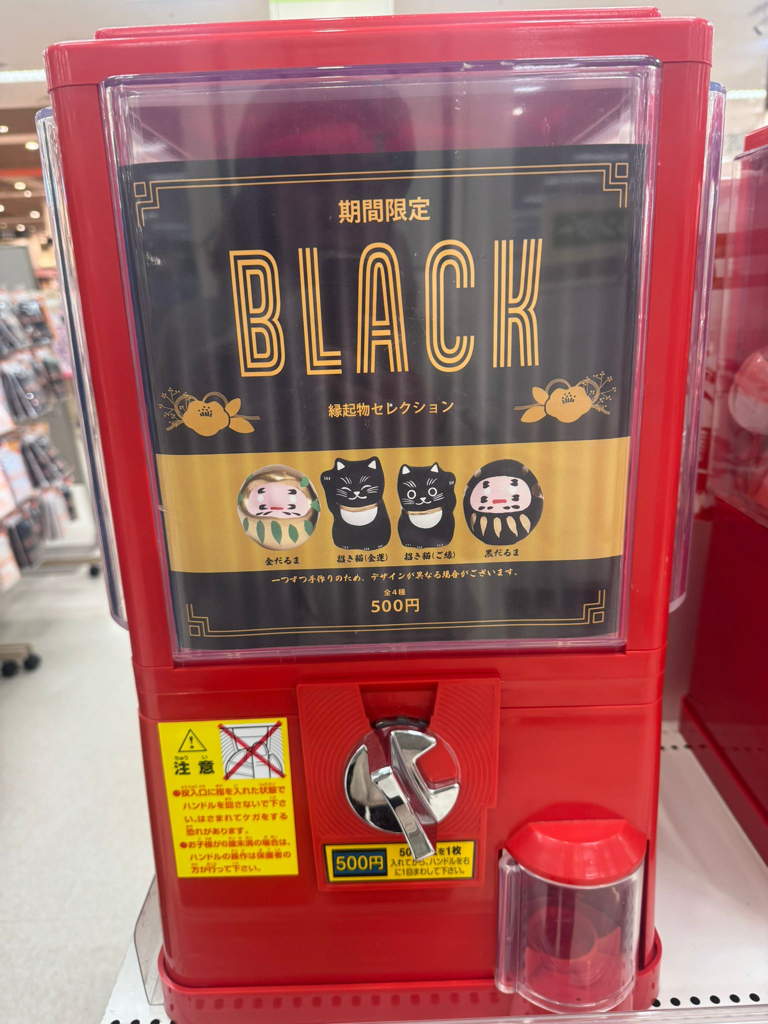 期間限定
BLACK
縁起物セレクション
金だるま
招き猫(金運)
招き猫(ご縁)
黒だるま
一つずつ手作りのため、デザインが異なる場合がございます。
全4種
500円
注意
ちゅうい
●投入口に指を入れた状態で
ハンドルを回さないで下さ
い。はさまれてケガをする
恐れがあります。
●お子様が6歳未満の場合は、
ハンドルの操作は保護者の
方が行って下さい。
500円
を1枚
入れてから、ハンドルを右
に1回まわして下さい。